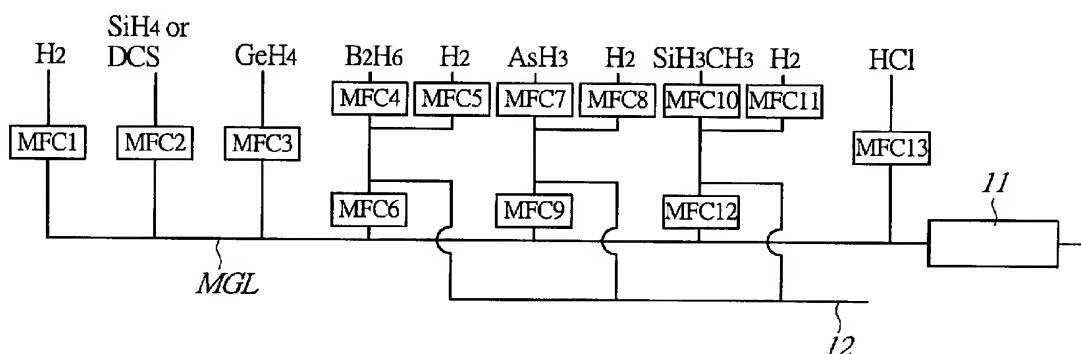 H2 SiH4 or DCS GeH4 B2H6 H2 AsH3 H2 SiH3CH3 H2 HCl
MFC4 MFC5 MFC7 MFC8 MFC10 MFC11
MFC1 MFC2 MFC3 MFC13
MFC6 MFC9 MFC12
11
MGL
12